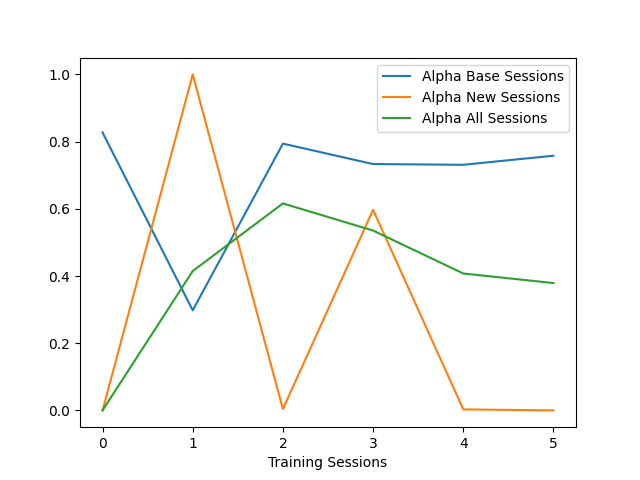 Alpha Base Sessions
Alpha New Sessions
Alpha All Sessions
1.0
0.8
0.6
0.4
0.2
0.0
0 1 2 3 4 5
Training Sessions